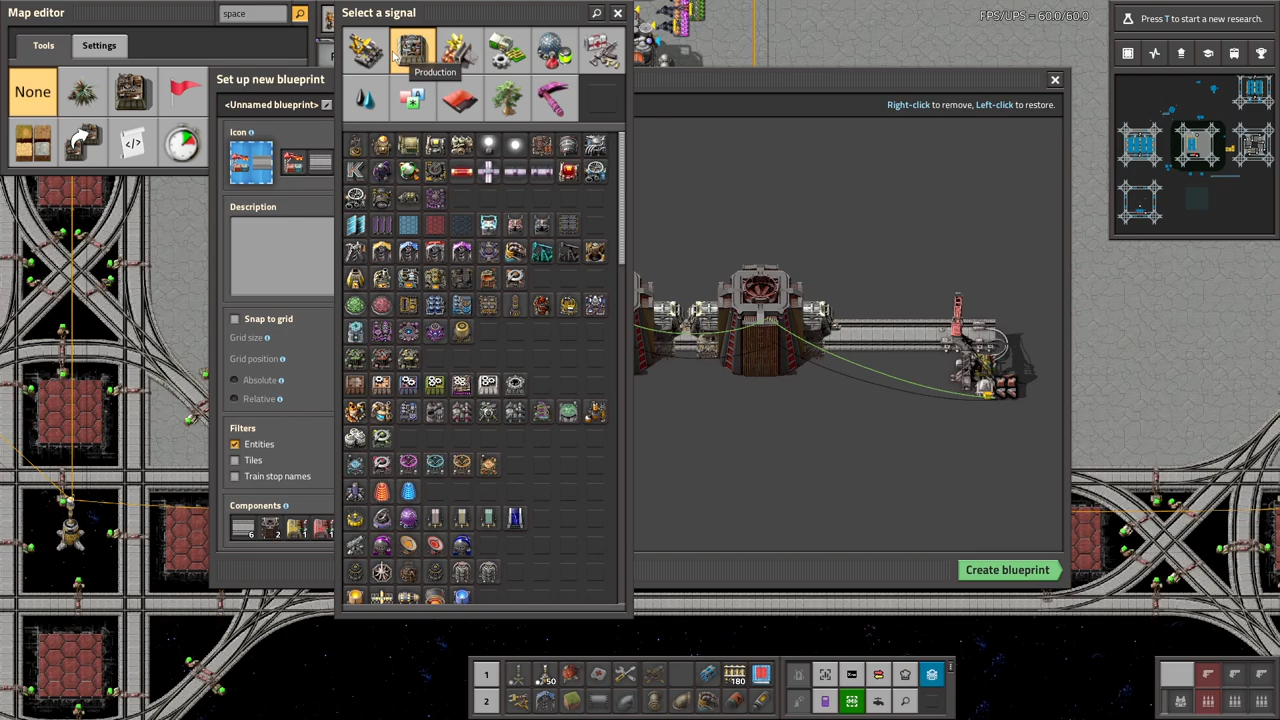 Map editor
space
Tools
Settings
None
Select a signal
Production
FPS/UPS = 60.0/60.0
Press T to start a new research.
Set up new blueprint
<Unnamed blueprint>
Right-click to remove, Left-click to restore.
Icon
Description
Snap to grid
Grid size
Grid position
Absolute
Relative
Filters
Entities
Tiles
Train stop names
Components
6
2
1
1
Create blueprint
1
50
180
2